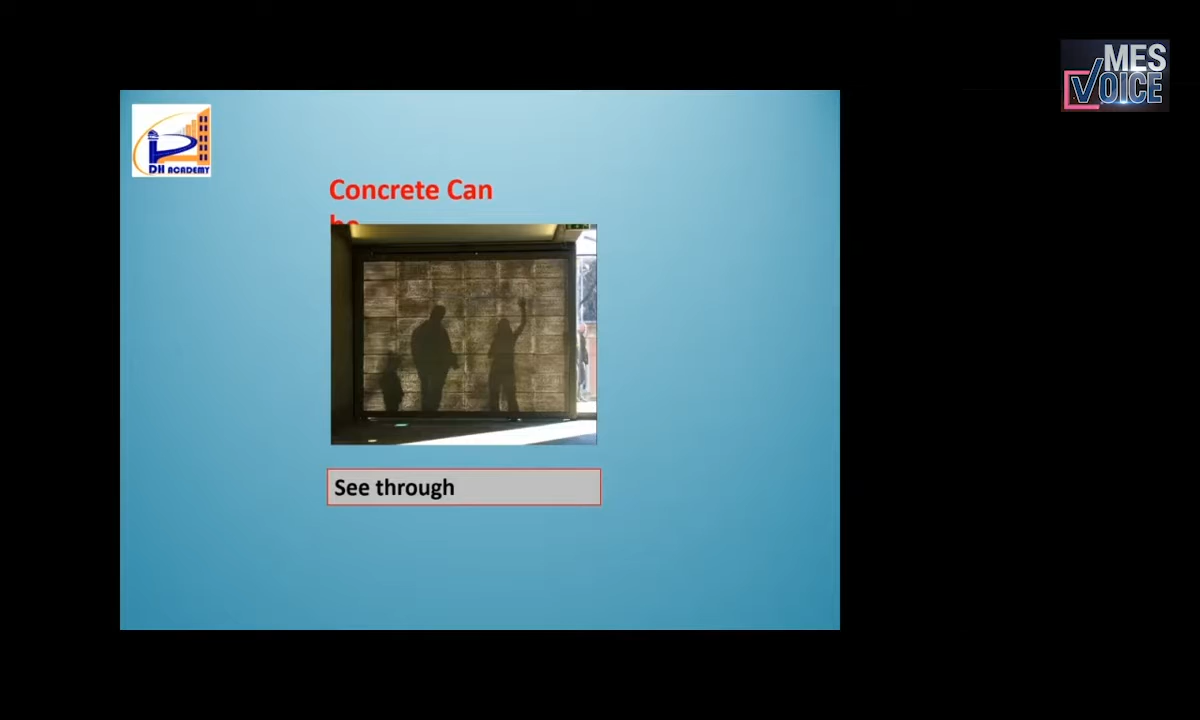 MES
VOICE
DH ACADEMY
Concrete Can
be
See through